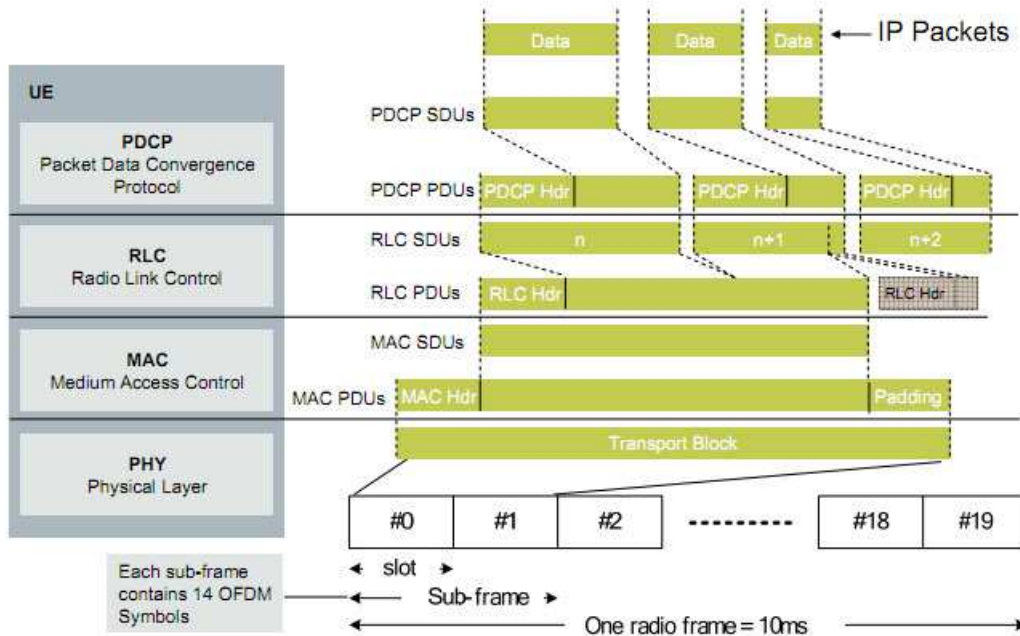 Data
Data
Data
IP Packets
UE
PDCP
Packet Data Convergence
Protocol
PDCP SDUs
PDCP PDUs
PDCP Hdr
PDCP Hdr
PDCP Hdr
RLC
Radio Link Control
RLC SDUs
n
n+1
n+2
RLC PDUs
RLC Hdr
RLC Hdr
MAC
Medium Access Control
MAC SDUs
MAC PDUs
MAC Hdr
Padding
PHY
Physical Layer
Transport Block
#0
#1
#2
#18
#19
Each sub-frame
contains 14 OFDM
Symbols
slot
Sub-frame
One radio frame = 10ms